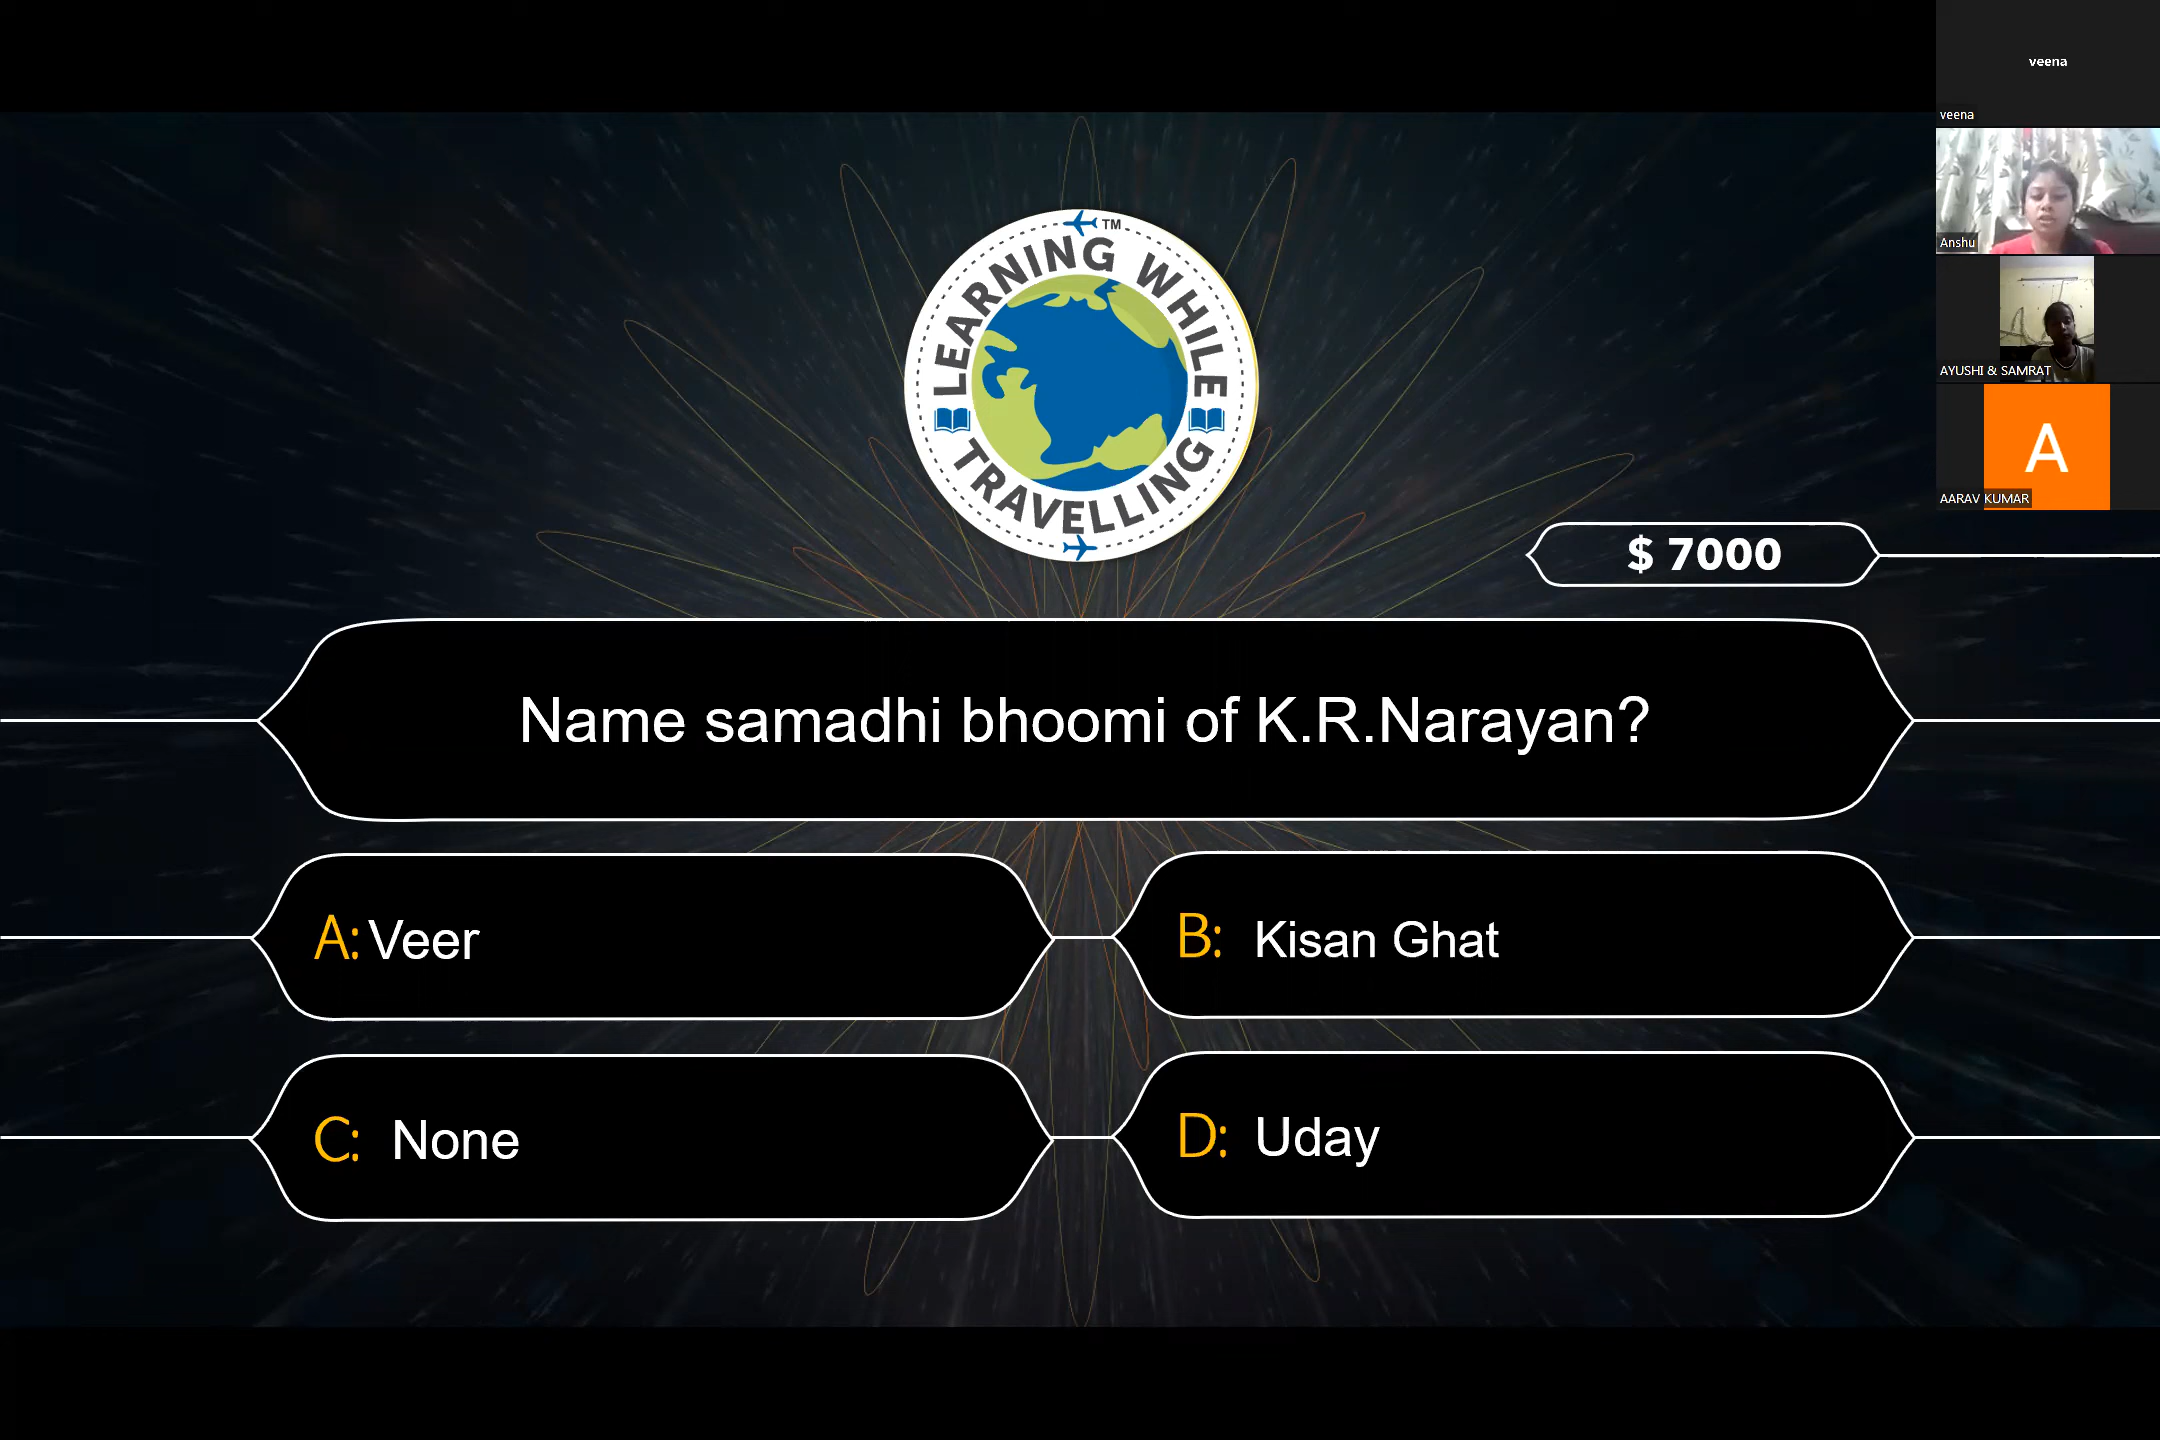 veena
veena
Anshu
AYUSHI & SAMRAT
A
AARAV KUMAR
TM
LEARNING WHILE
TRAVELLING
$ 7000
Name samadhi bhoomi of K.R.Narayan?
A: Veer
B: Kisan Ghat
C: None
D: Uday